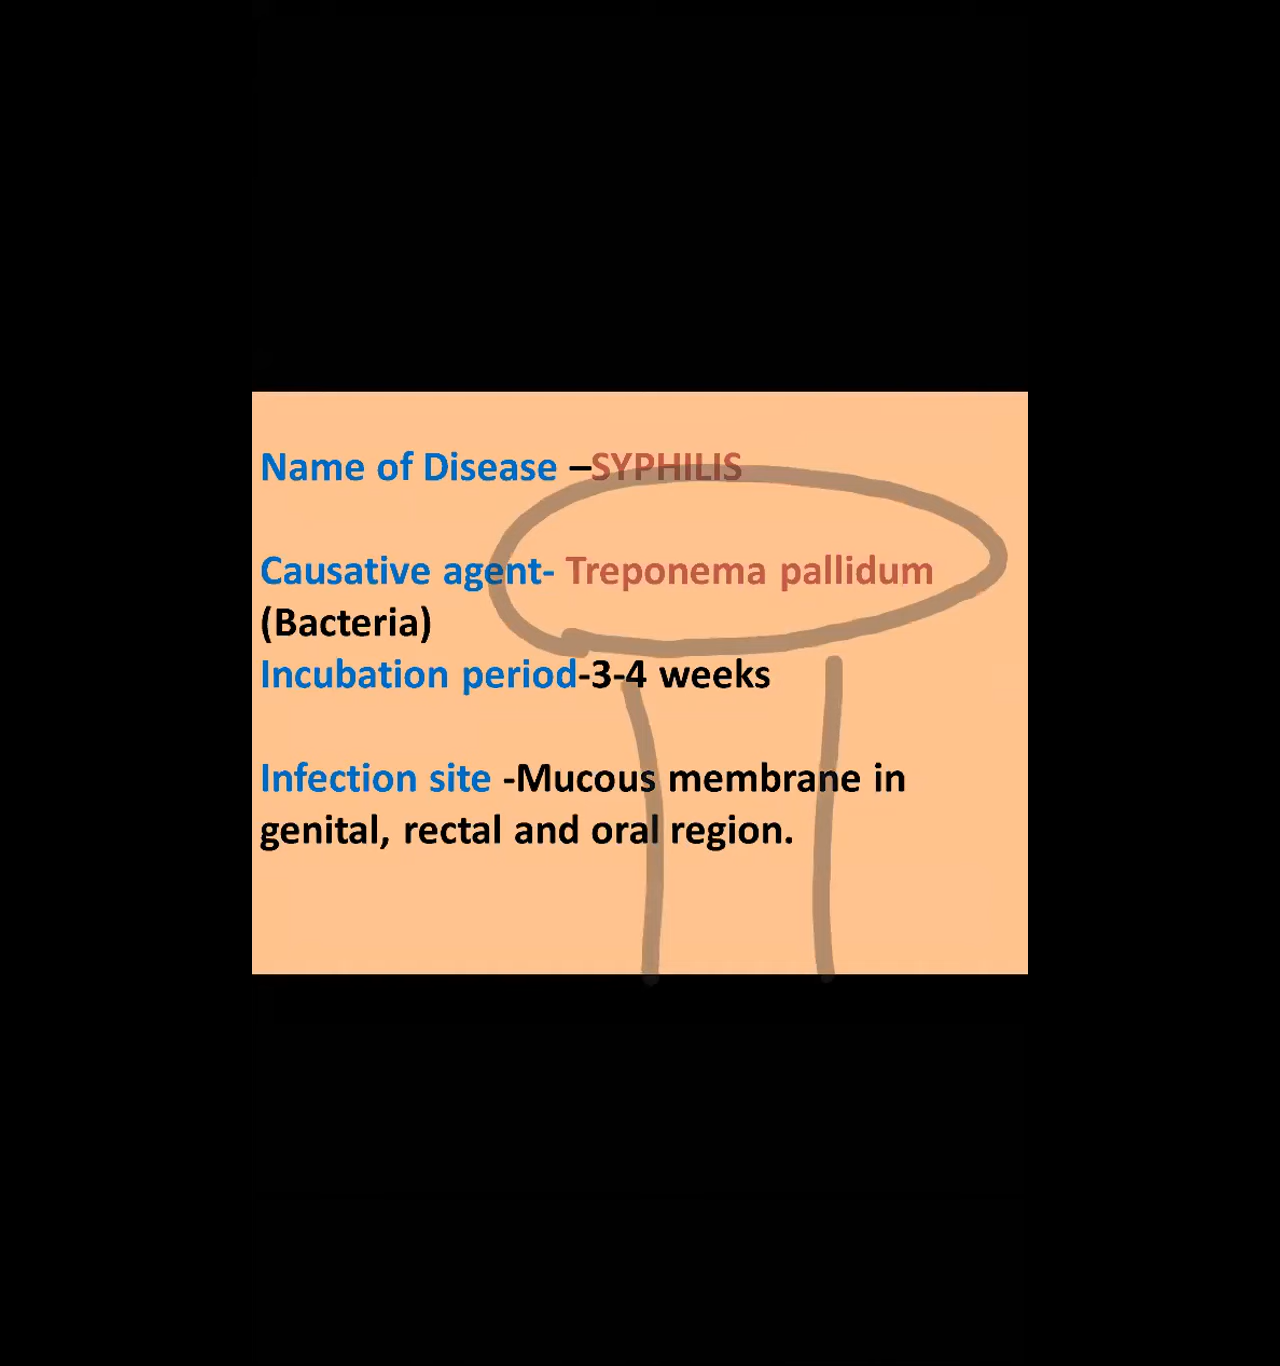 Name of Disease –SYPHILIS
Causative agent- Treponema pallidum
(Bacteria)
Incubation period-3-4 weeks
Infection site -Mucous membrane in
genital, rectal and oral region.